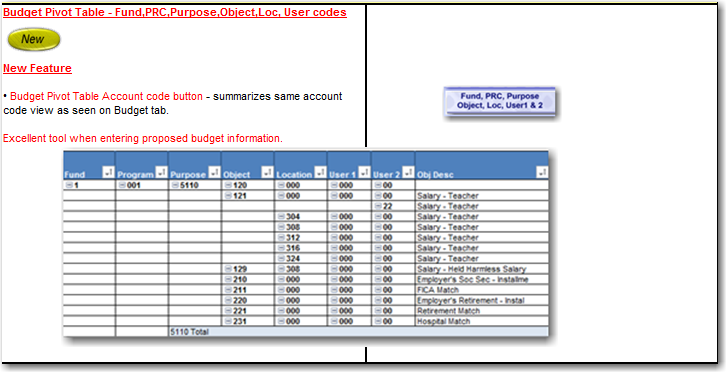 Budget Pivot Table - Fund,PRC,Purpose,Object,Loc, User codes
New
New Feature
• Budget Pivot Table Account code button - summarizes same account
code view as seen on Budget tab.
Excellent tool when entering proposed budget information.
Fund, PRC, Purpose
Object, Loc, User1 & 2
Fund Program Purpose Object Location User 1 User 2 Obj Desc
1 001 5110 120 000 000 00
121 000 000 00 Salary - Teacher
22 Salary - Teacher
304 000 00 Salary - Teacher
308 000 00 Salary - Teacher
312 000 00 Salary - Teacher
316 000 00 Salary - Teacher
324 000 00 Salary - Teacher
129 308 000 00 Salary - Held Harmless Salary
210 000 000 00 Employer's Soc Sec - Installme
211 000 000 00 FICA Match
220 000 000 00 Employer's Retirement - Instal
221 000 000 00 Retirement Match
231 000 000 00 Hospital Match
5110 Total